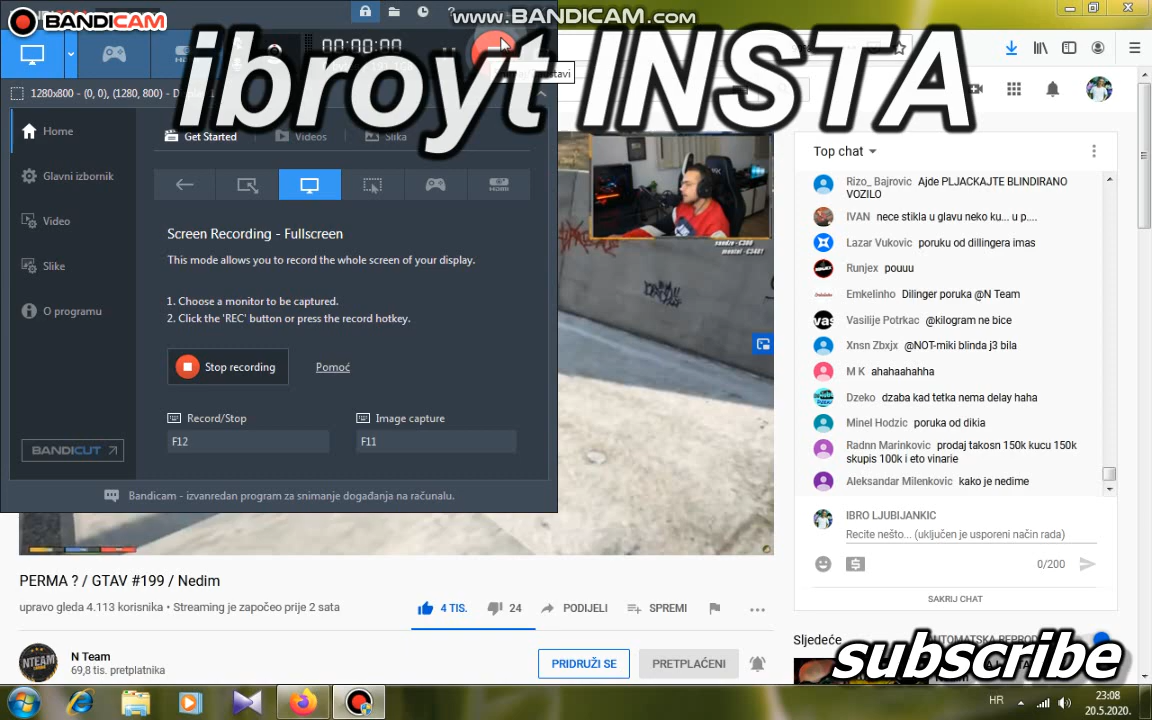 BANDICAM
www.BANDICAM.com
ibroyt INSTA
00:00:00
1280x800 - (0, 0), (1280, 800) -
Home
Glavni izbornik
Video
Slike
O programu
BANDICUT
Get Started
Videos
Slika
HDMI
Screen Recording - Fullscreen
This mode allows you to record the whole screen of your display.
1. Choose a monitor to be captured.
2. Click the 'REC' button or press the record hotkey.
Stop recording
Pomoć
Record/Stop
Image capture
F12
F11
Bandicam - izvanredan program za snimanje događanja na računalu.
Top chat
Rizo_ Bajrovic Ajde PLJACKAJTE BLINDIRANO
VOZILO
IVAN nece stikla u glavu neko ku... u p....
Lazar Vukovic poruku od dillingera imas
Runjex pouuu
Emkelinho Dilinger poruka @N Team
Vasilije Potrkac @kilogram ne bice
Xnsn Zbxjx @NOT-miki blinda j3 bila
M K ahahaahahha
Dzeko dzaba kad tetka nema delay haha
Minel Hodzic poruka od dikia
Radnn Marinkovic prodaj takosn 150k kucu 150k
skupis 100k i eto vinarie
Aleksandar Milenkovic kako je nedime
IBRO LJUBIJANKIC
Recite nešto... (uključen je usporeni način rada)
0/200
SAKRIJ CHAT
PERMA ? / GTAV #199 / Nedim
upravo gleda 4.113 korisnika • Streaming je započeo prije 2 sata
4 TIS.
24
PODIJELI
SPREMI
N Team
69,8 tis. pretplatnika
PRIDRUŽI SE
PRETPLAĆENI
Sljedeće
AUTOMATSKA REPROD
subscribe
HR
23:08
20.5.2020.